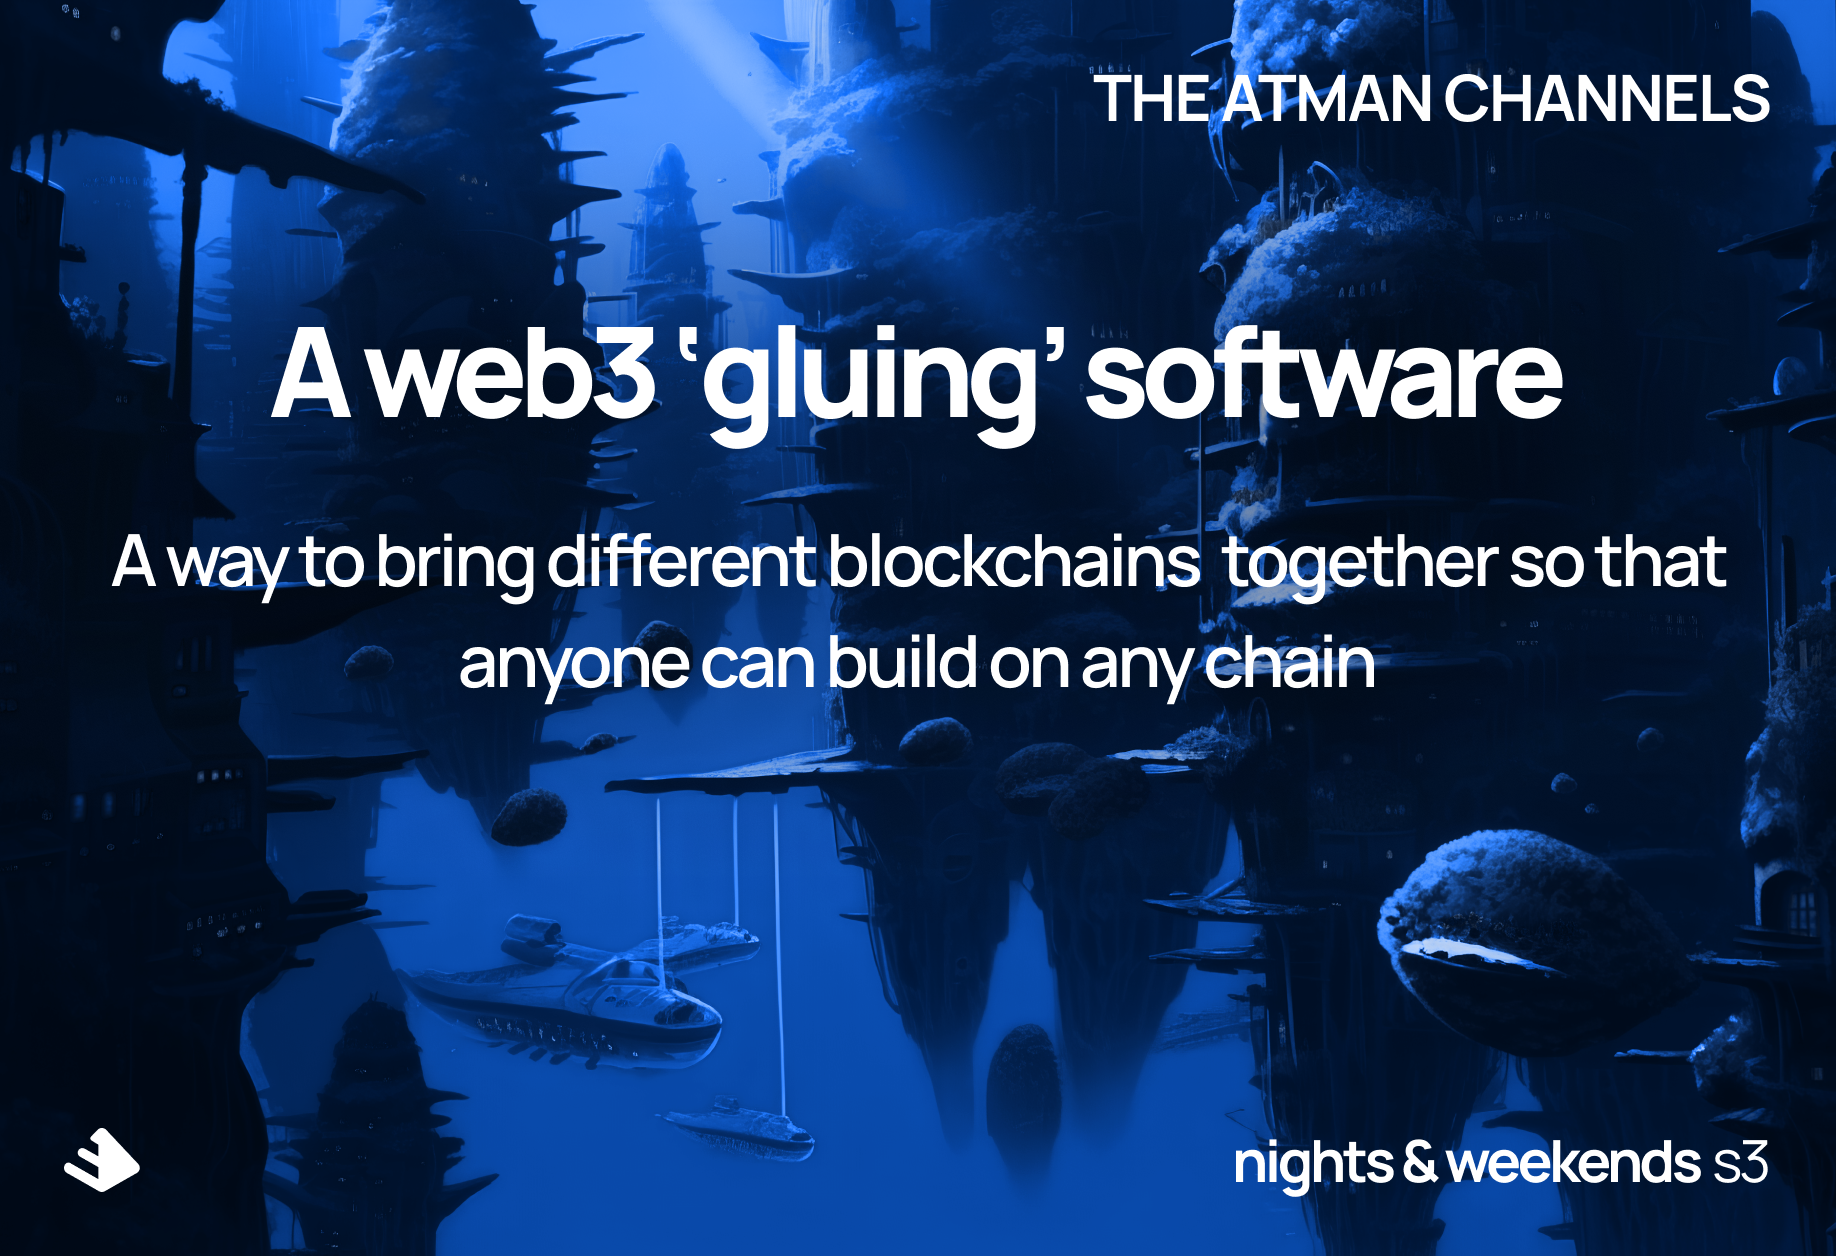 THE ATMAN CHANNELS
A web3 ‘gluing’ software
A way to bring different blockchains together so that
anyone can build on any chain
nights & weekends s3